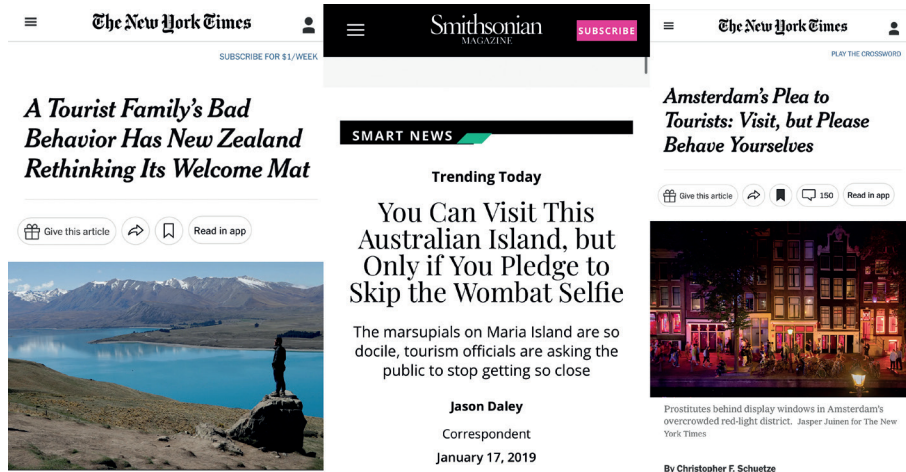 The New York Times
SUBSCRIBE FOR $1/WEEK
A Tourist Family's Bad
Behavior Has New Zealand
Rethinking Its Welcome Mat
Give this article
Read in app
Smithsonian
MAGAZINE
SUBSCRIBE
SMART NEWS
Trending Today
You Can Visit This
Australian Island, but
Only if You Pledge to
Skip the Wombat Selfie
The marsupials on Maria Island are so
docile, tourism officials are asking the
public to stop getting so close
Jason Daley
Correspondent
January 17, 2019
The New York Times
PLAY THE CROSSWORD
Amsterdam's Plea to
Tourists: Visit, but Please
Behave Yourselves
Give this article
150
Read in app
Prostitutes behind display windows in Amsterdam's
overcrowded red-light district. Jasper Juinen for The New
York Times
By Christopher F. Schuetze